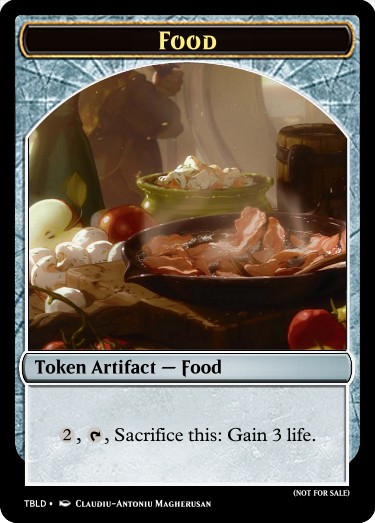 Food
Token Artifact — Food
2, T, Sacrifice this: Gain 3 life.
TBLD • Claudiu-Antoniu Magherusan
(NOT FOR SALE)